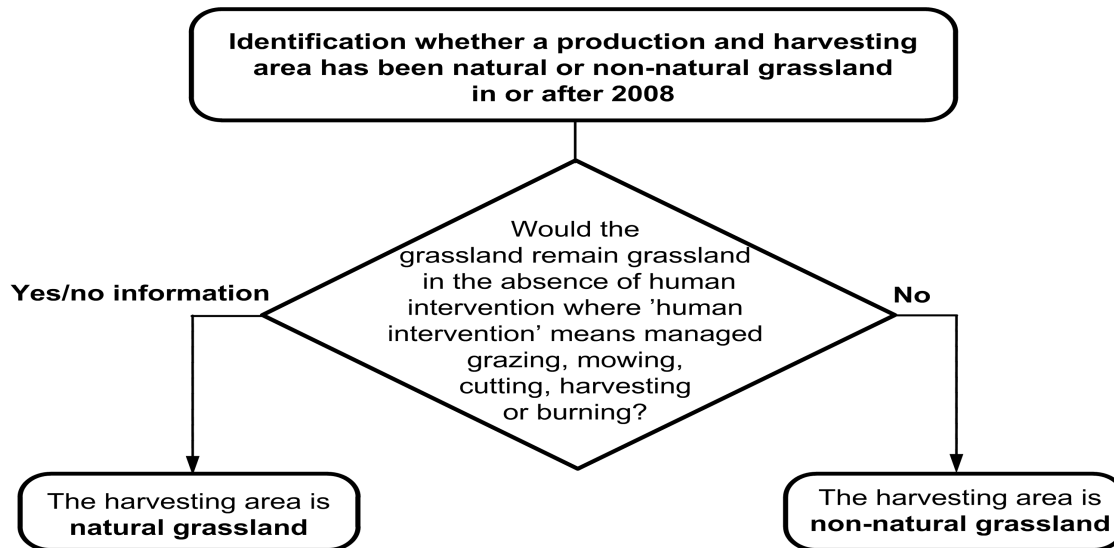 Identification whether a production and harvesting
area has been natural or non-natural grassland
in or after 2008
Would the
grassland remain grassland
in the absence of human
intervention where ’human
intervention’ means managed
grazing, mowing,
cutting, harvesting
or burning?
Yes/no information
No
The harvesting area is
natural grassland
The harvesting area is
non-natural grassland